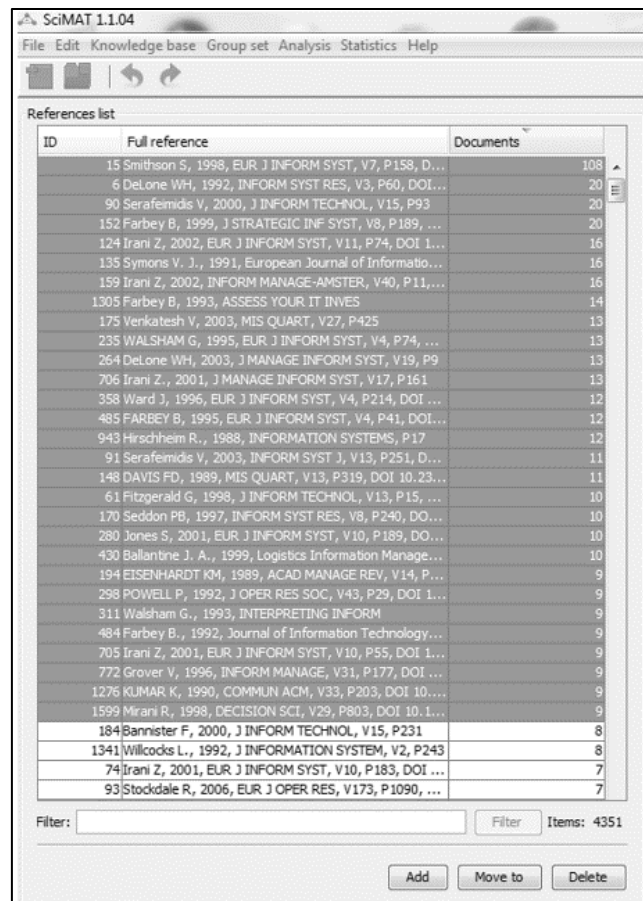 SciMAT 1.1.04
File Edit Knowledge base Group set Analysis Statistics Help
References list
ID Full reference Documents
15 Smithson S, 1998, EUR J INFORM SYST, V7, P158, D... 108
6 DeLone WH, 1992, INFORM SYST RES, V3, P60, DOI... 20
90 Serafeimidis V, 2000, J INFORM TECHNOL, V15, P93 20
152 Farbey B, 1999, J STRATEGIC INF SYST, V8, P189, ... 20
124 Irani Z, 2002, EUR J INFORM SYST, V11, P74, DOI 1... 16
135 Symons V. J., 1991, European Journal of Informatio... 16
159 Irani Z, 2002, INFORM MANAGE-AMSTER, V40, P11,... 16
1305 Farbey B, 1993, ASSESS YOUR IT INVES 14
175 Venkatesh V, 2003, MIS QUART, V27, P425 13
235 WALSHAM G, 1995, EUR J INFORM SYST, V4, P74, ... 13
264 DeLone WH, 2003, J MANAGE INFORM SYST, V19, P9 13
706 Irani Z., 2001, J MANAGE INFORM SYST, V17, P161 13
358 Ward J, 1996, EUR J INFORM SYST, V4, P214, DOI ... 12
485 FARBEY B, 1995, EUR J INFORM SYST, V4, P41, DOI... 12
943 Hirschheim R., 1988, INFORMATION SYSTEMS, P17 12
91 Serafeimidis V, 2003, INFORM SYST J, V13, P251, D... 11
148 DAVIS FD, 1989, MIS QUART, V13, P319, DOI 10.23... 11
61 Fitzgerald G, 1998, J INFORM TECHNOL, V13, P15, ... 10
170 Seddon PB, 1997, INFORM SYST RES, V8, P240, DO... 10
280 Jones S, 2001, EUR J INFORM SYST, V10, P189, DO... 10
430 Ballantine J. A., 1999, Logistics Information Manage... 10
194 EISENHARDT KM, 1989, ACAD MANAGE REV, V14, P... 9
298 POWELL P, 1992, J OPER RES SOC, V43, P29, DOI 1... 9
311 Walsham G., 1993, INTERPRETING INFORM 9
484 Farbey B., 1992, Journal of Information Technology... 9
705 Irani Z, 2001, EUR J INFORM SYST, V10, P55, DOI 1... 9
772 Grover V, 1996, INFORM MANAGE, V31, P177, DOI ... 9
1276 KUMAR K, 1990, COMMUN ACM, V33, P203, DOI 10.... 9
1599 Mirani R, 1998, DECISION SCI, V29, P803, DOI 10.1... 9
184 Bannister F, 2000, J INFORM TECHNOL, V15, P231 8
1341 Willcocks L., 1992, J INFORMATION SYSTEM, V2, P243 8
74 Irani Z, 2001, EUR J INFORM SYST, V10, P183, DOI ... 7
93 Stockdale R, 2006, EUR J OPER RES, V173, P1090, ... 7
Filter: Filter Items: 4351
Add Move to Delete